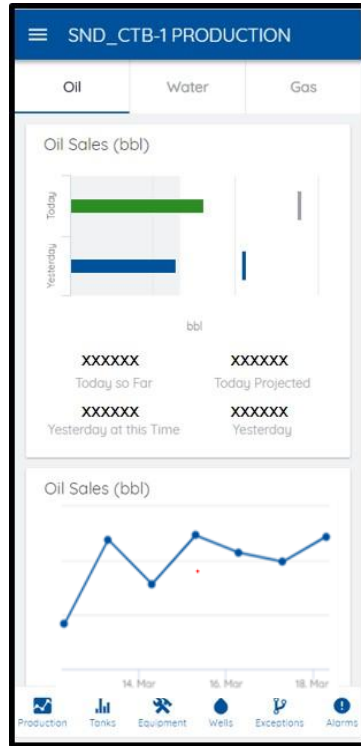 SND_CTB-1 PRODUCTION
Oil Water Gas
Oil Sales (bbl)
Today
Yesterday
bbl
XXXXXX XXXXXX
Today so Far Today Projected
XXXXXX XXXXXX
Yesterday at this Time Yesterday
Oil Sales (bbl)
14. Mar 16. Mar 18. Mar
Production Tanks Equipment Wells Exceptions Alarms